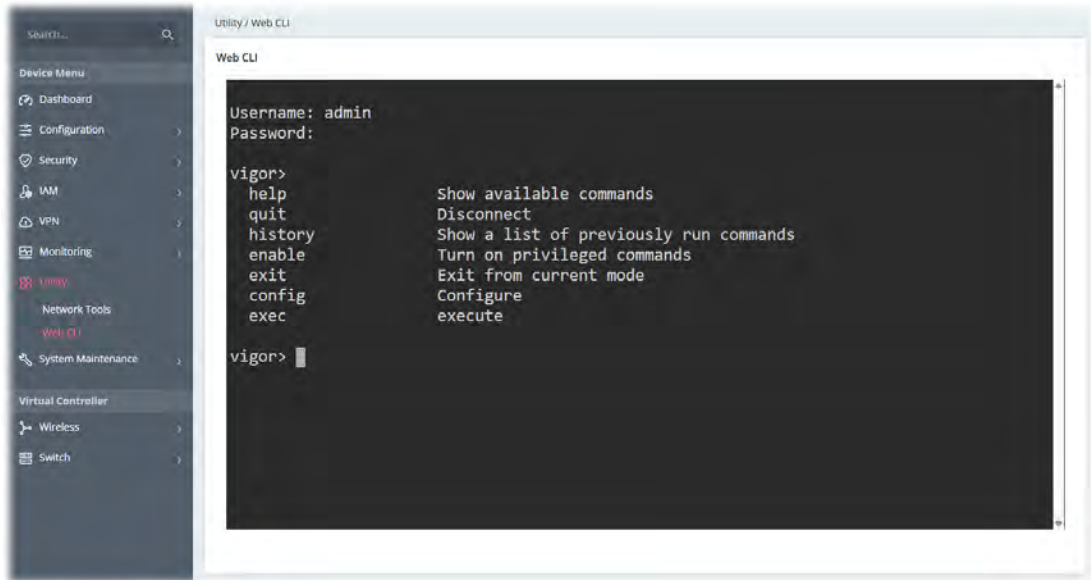 Search...
Device Menu
Dashboard
Configuration
Security
IAM
VPN
Monitoring
Utility
Network Tools
Web CLI
System Maintenance
Virtual Controller
Wireless
Switch
Utility / Web CLI
Web CLI
Username: admin
Password:
vigor>
help Show available commands
quit Disconnect
history Show a list of previously run commands
enable Turn on privileged commands
exit Exit from current mode
config Configure
exec execute
vigor>